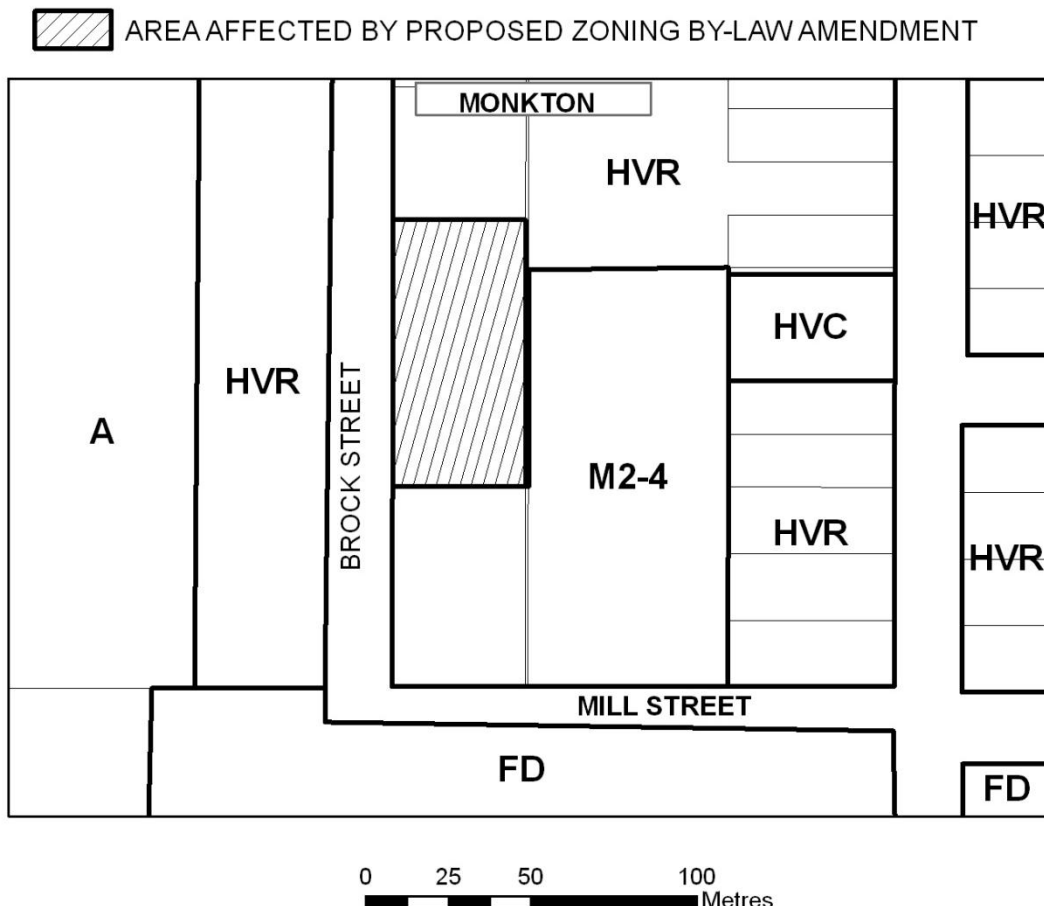 AREA AFFECTED BY PROPOSED ZONING BY-LAW AMENDMENT
MONKTON
HVR
HVR
HVC
HVR
A
BROCK STREET
M2-4
HVR
HVR
MILL STREET
FD
FD
0 25 50 100
Metres